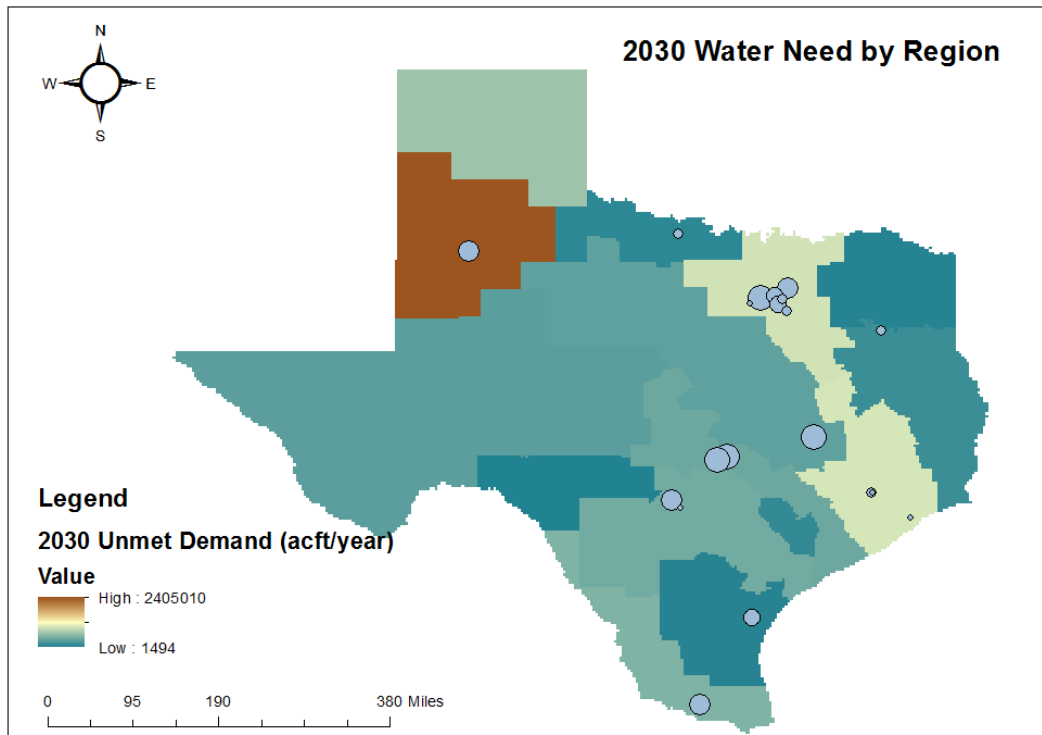 N
2030 Water Need by Region
W E
S
Legend
2030 Unmet Demand (acft/year)
Value
High : 2405010
Low : 1494
0 95 190 380 Miles